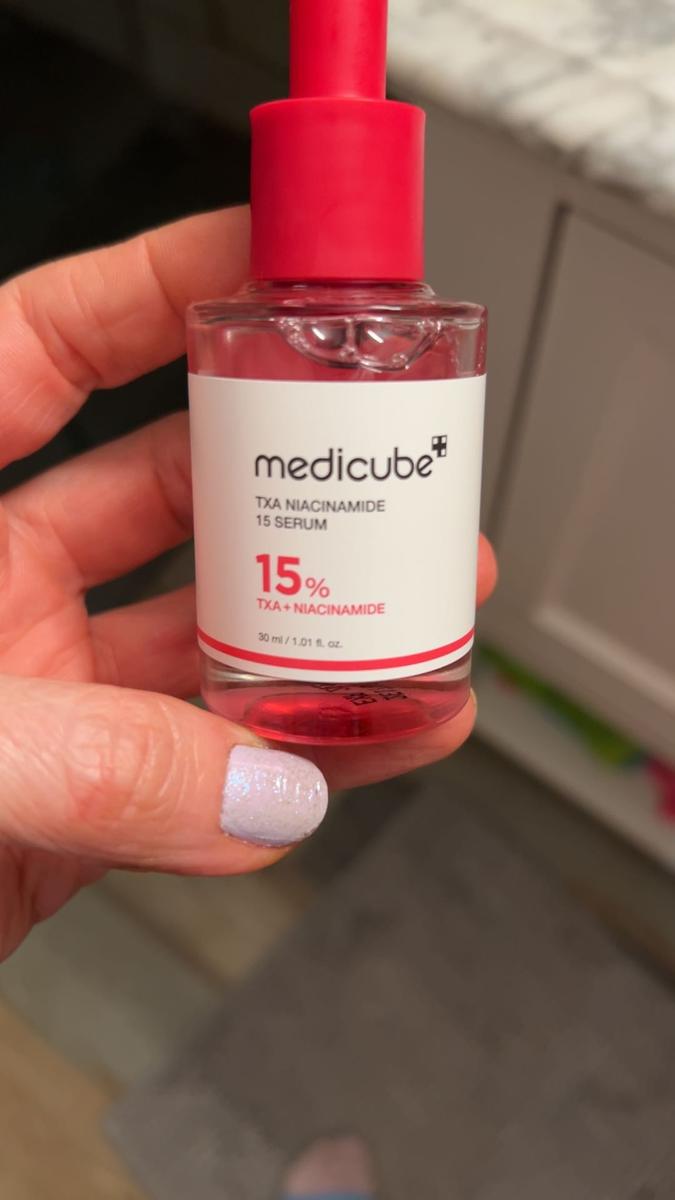 medicube
TXA NIACINAMIDE
15 SERUM
15%
TXA+NIACINAMIDE
30 ml / 1.01 fl. oz.